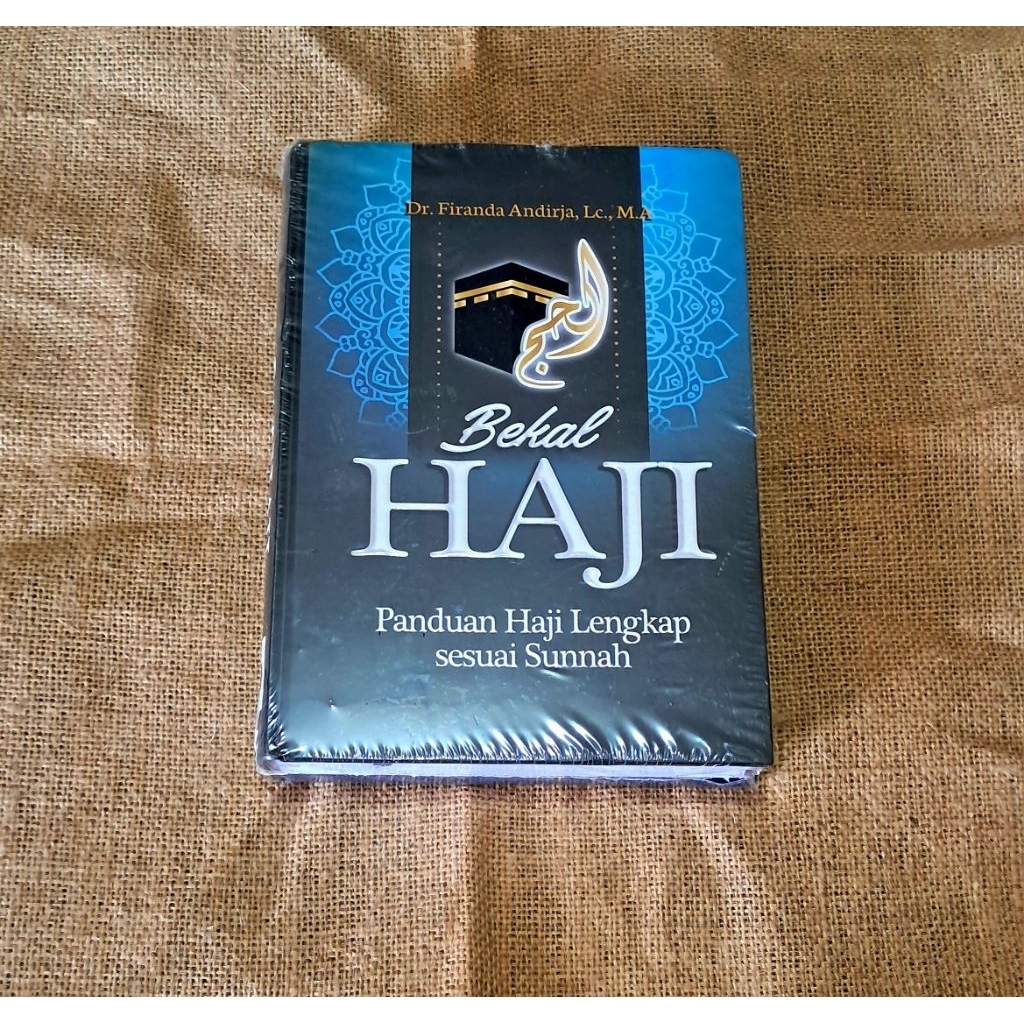 Dr. Firanda Andirja, Lc., M.A
الحج
Bekal
HAJI
Panduan Haji Lengkap
sesuai Sunnah